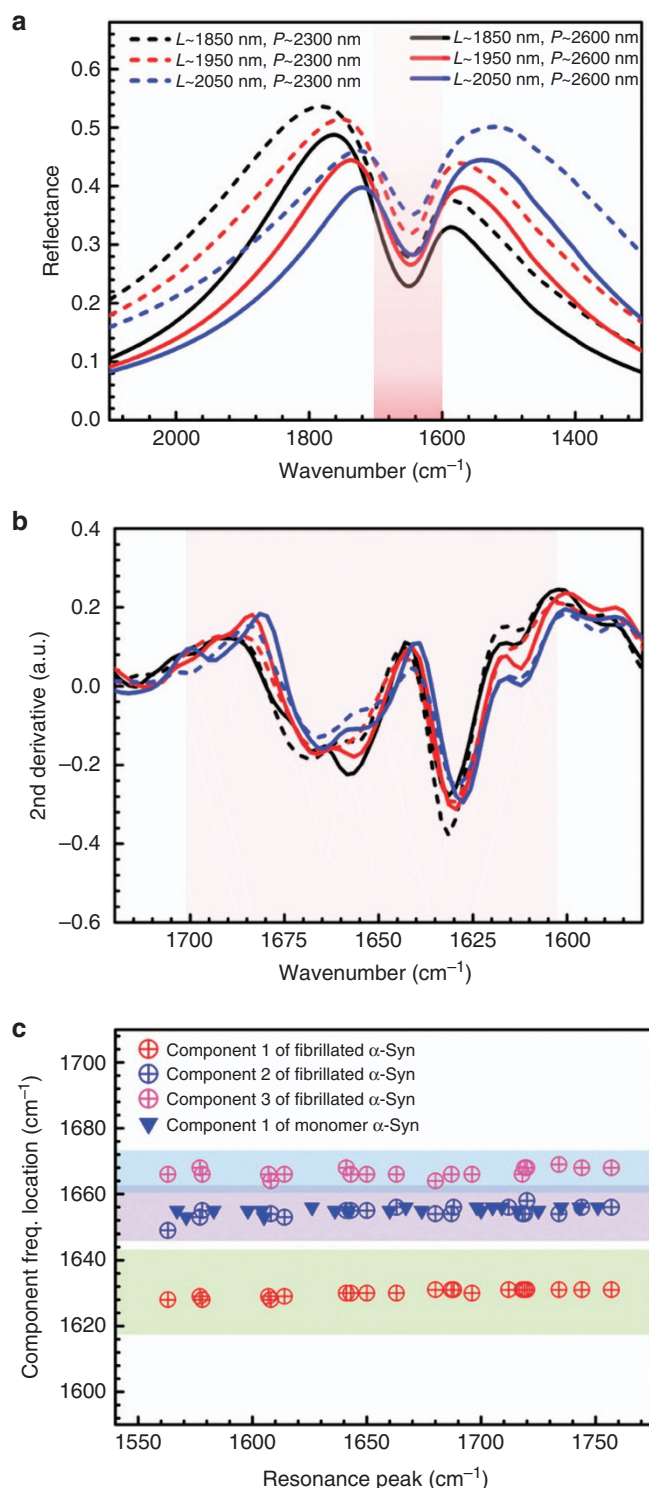 a
L~1850 nm, P~2300 nm
L~1950 nm, P~2300 nm
L~2050 nm, P~2300 nm
L~1850 nm, P~2600 nm
L~1950 nm, P~2600 nm
L~2050 nm, P~2600 nm
0.6
0.5
0.4
0.3
0.2
0.1
0.0
Reflectance
2000 1800 1600 1400
Wavenumber (cm⁻¹)
b
0.4
0.2
0.0
−0.2
−0.4
−0.6
2nd derivative (a.u.)
1700 1675 1650 1625 1600
Wavenumber (cm⁻¹)
c
Component 1 of fibrillated α-Syn
Component 2 of fibrillated α-Syn
Component 3 of fibrillated α-Syn
Component 1 of monomer α-Syn
1700
1680
1660
1640
1620
1600
Component freq. location (cm⁻¹)
1550 1600 1650 1700 1750
Resonance peak (cm⁻¹)